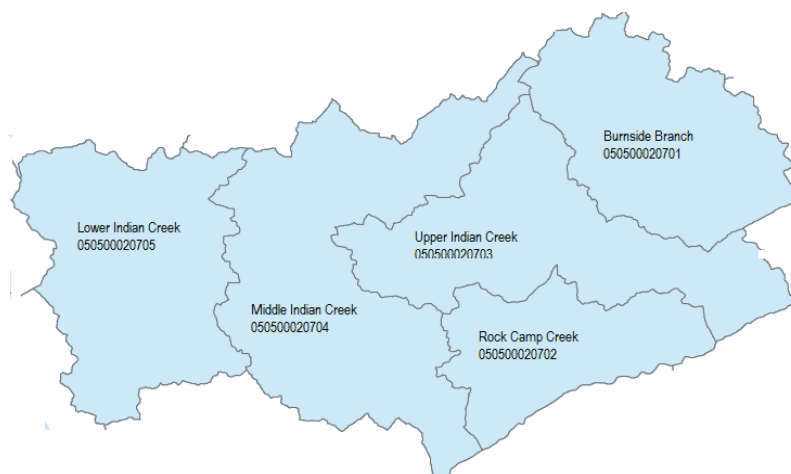 Burnside Branch
050500020701
Lower Indian Creek
050500020705
Upper Indian Creek
050500020703
Middle Indian Creek
050500020704
Rock Camp Creek
050500020702